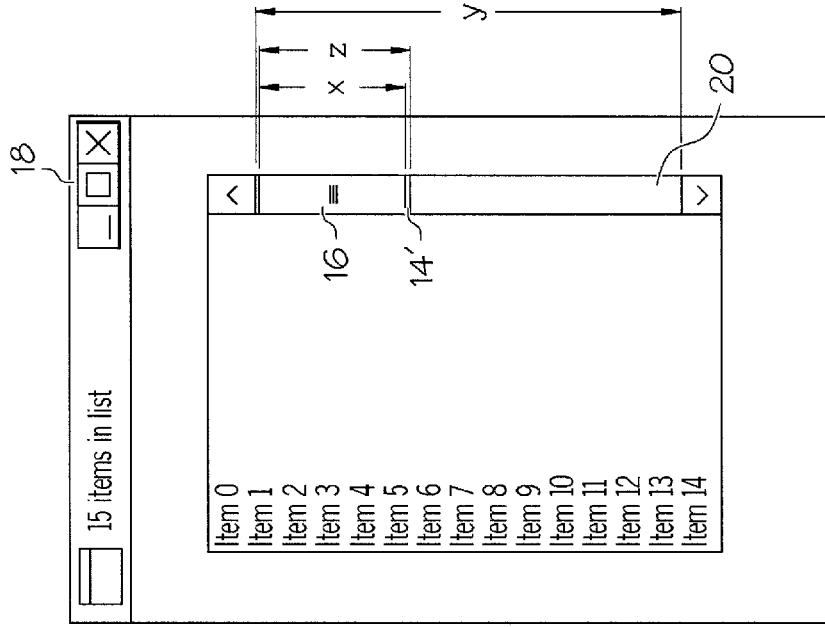 18
15 items in list
Item 0
Item 1
Item 2
Item 3
Item 4
Item 5
Item 6
Item 7
Item 8
Item 9
Item 10
Item 11
Item 12
Item 13
Item 14
16
14'
20
x
z
y